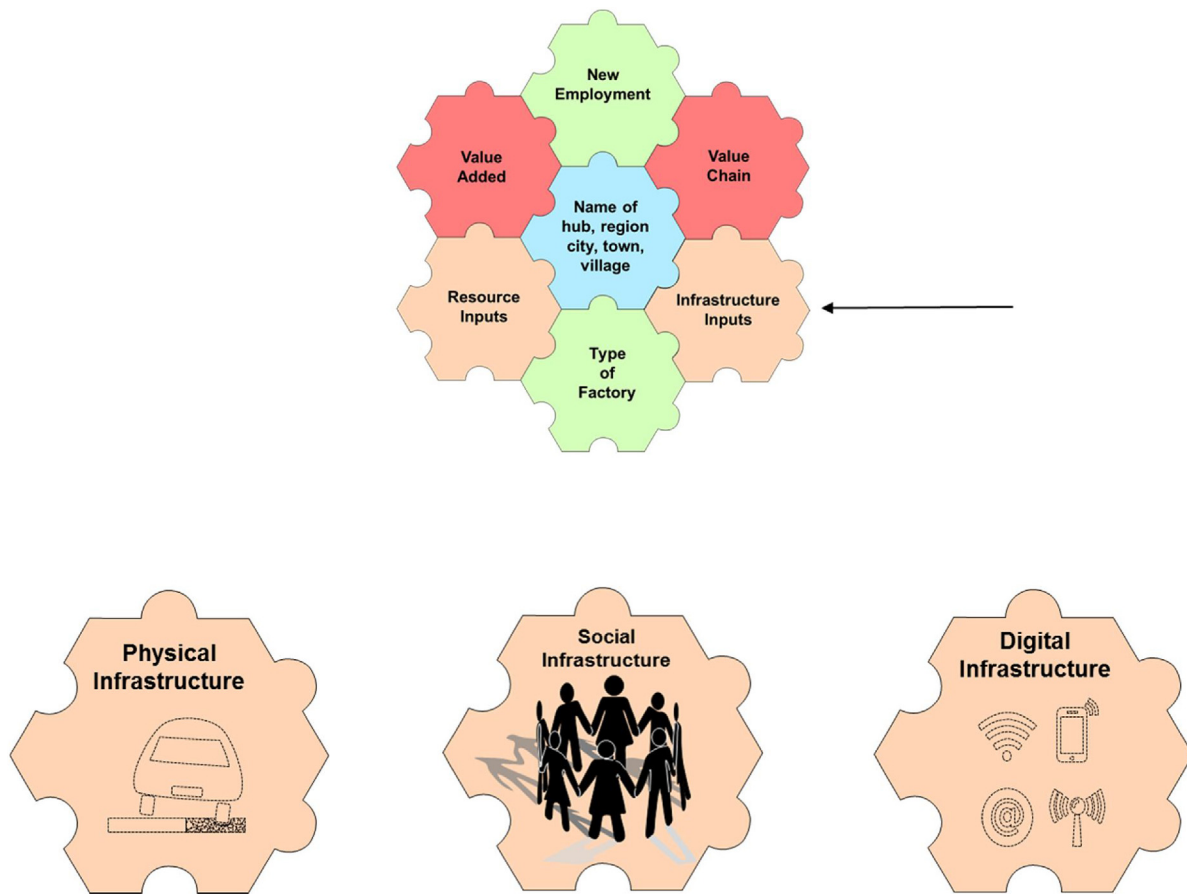 New
Employment
Value
Added
Value
Chain
Name of
hub, region
city, town,
village
Resource
Inputs
Infrastructure
Inputs
Type
of
Factory
Physical
Infrastructure
Social
Infrastructure
Digital
Infrastructure
@